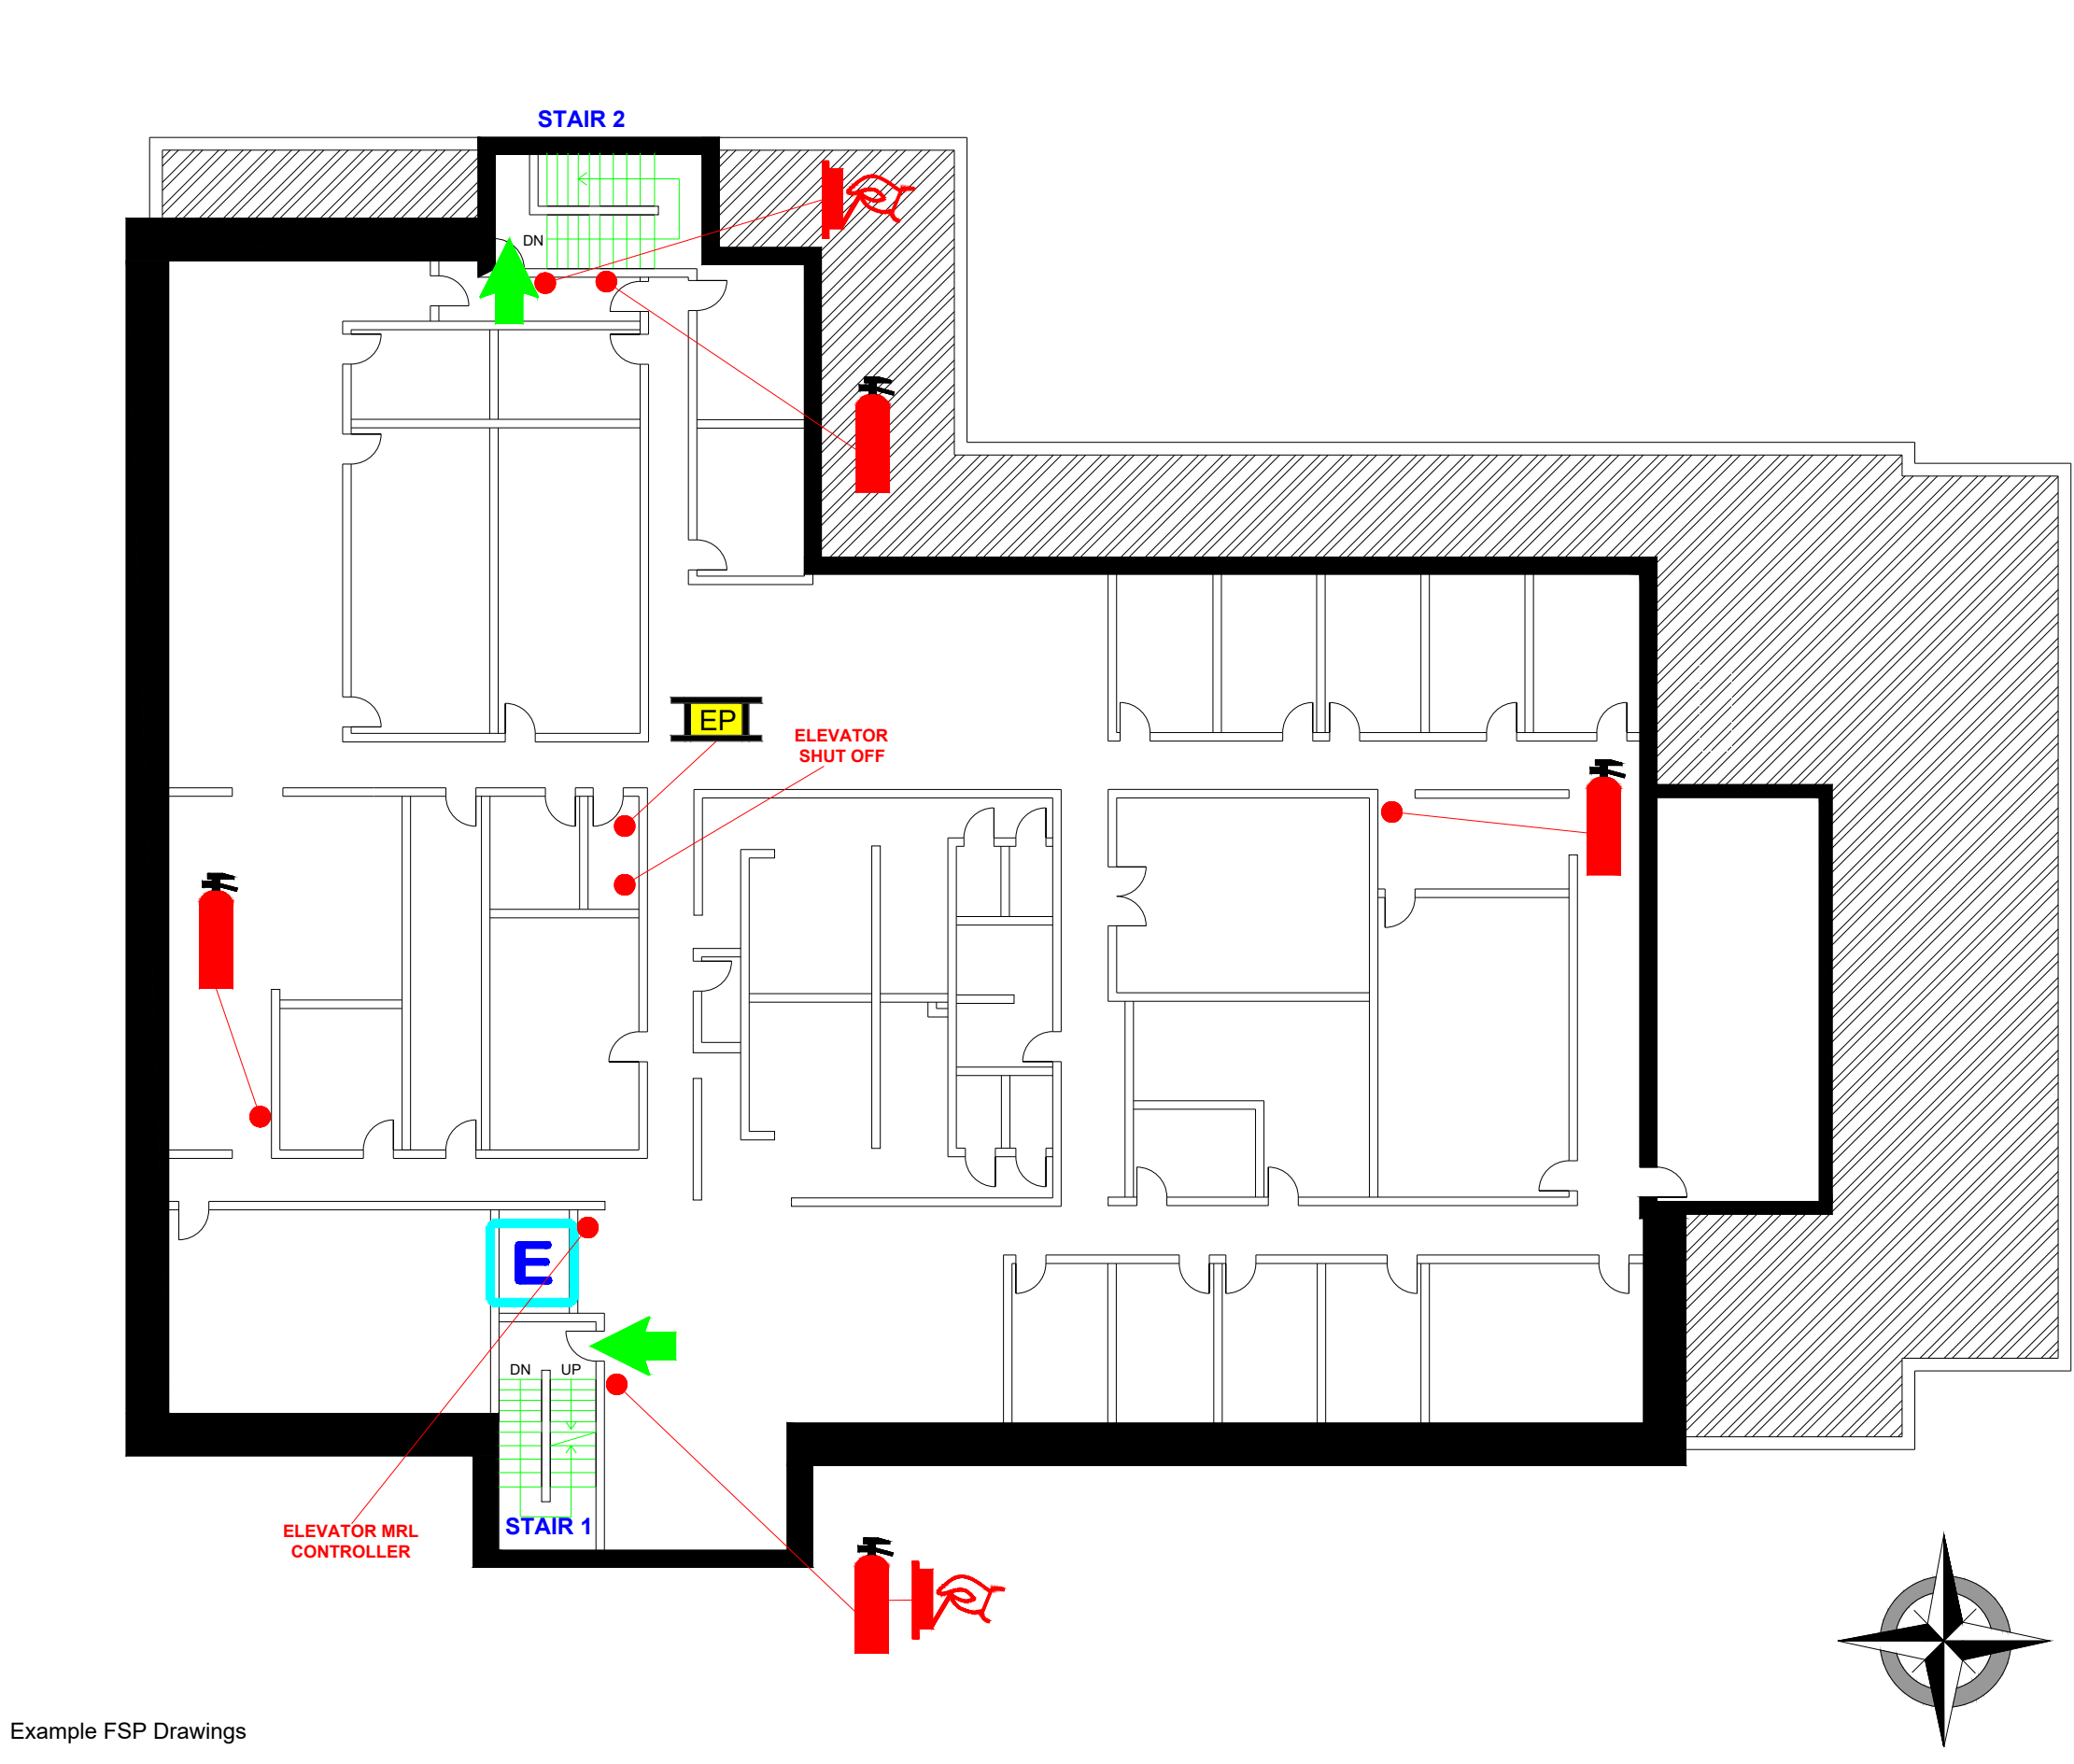 STAIR 2
DN
EP
ELEVATOR
SHUT OFF
E
DN UP
STAIR 1
ELEVATOR MRL
CONTROLLER
Example FSP Drawings